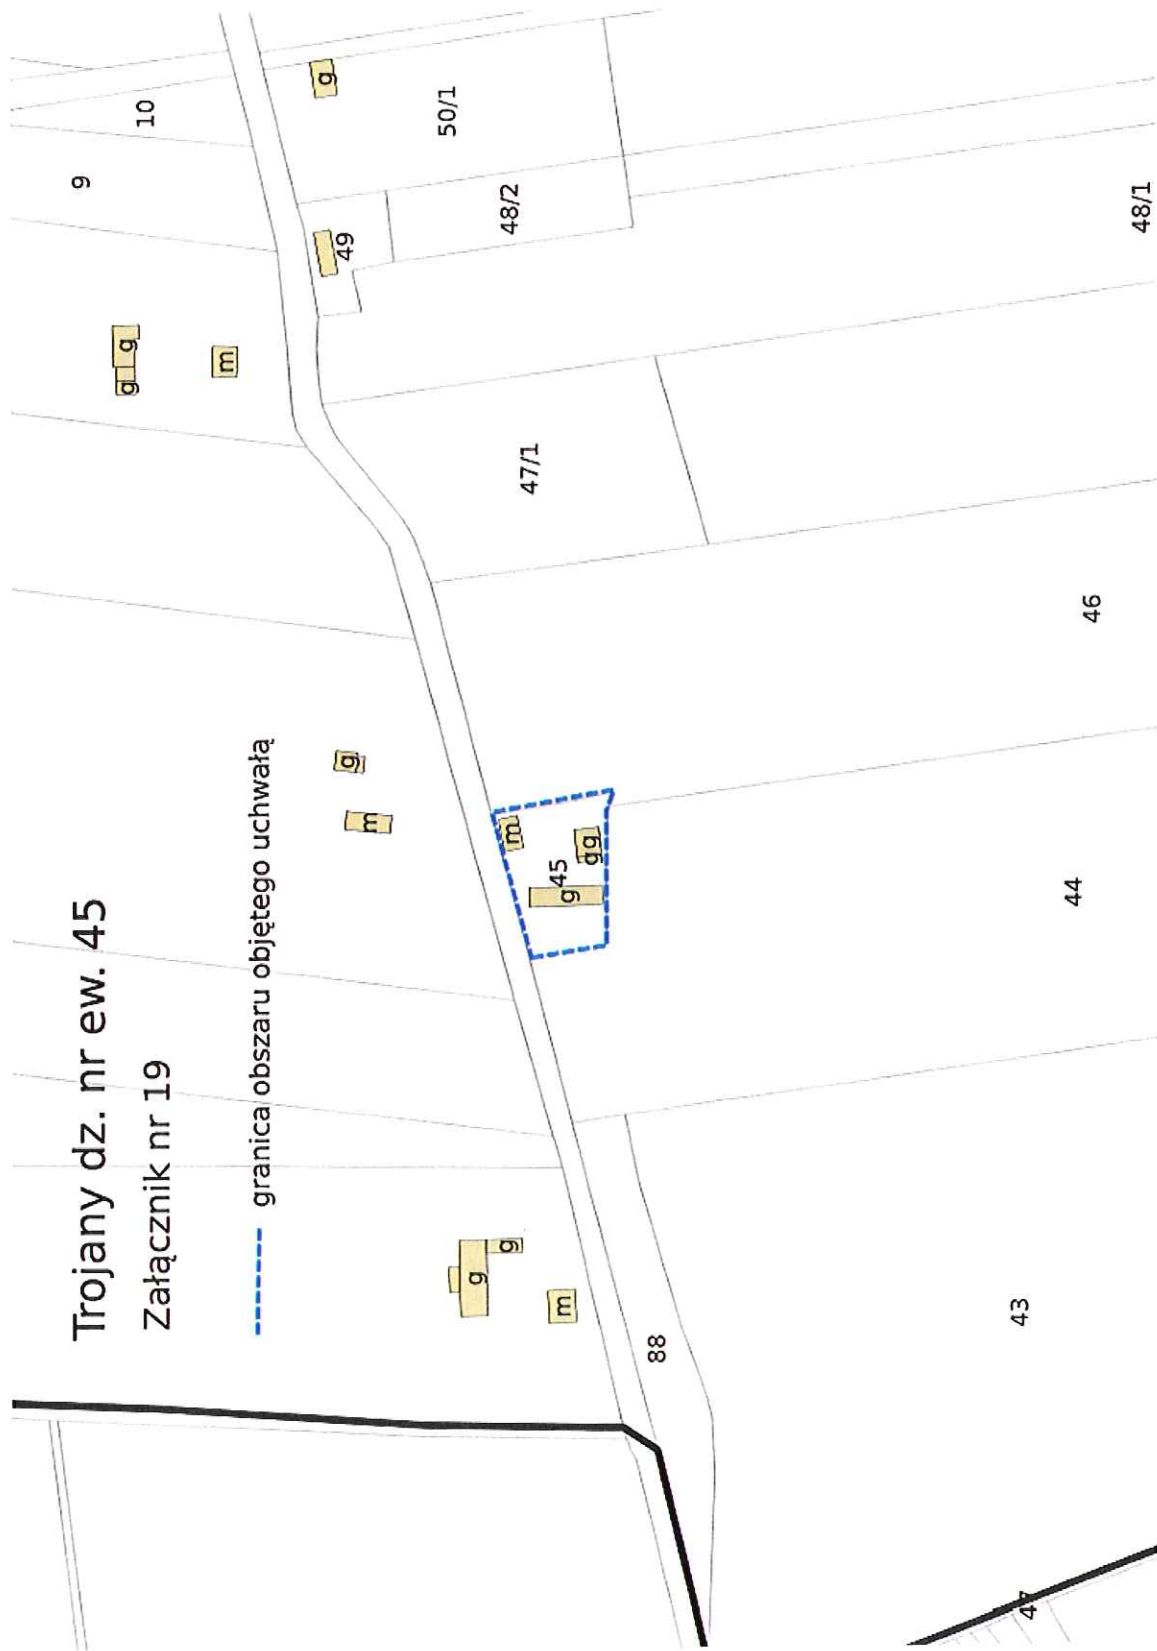 Trojany dz. nr ew. 45
Załącznik nr 19
granica obszaru objętego uchwałą
9
10
g
50/1
48/2
49
48/1
g
g
m
47/1
46
g
m
m
45
g
g
g
44
g
g
m
88
43
47